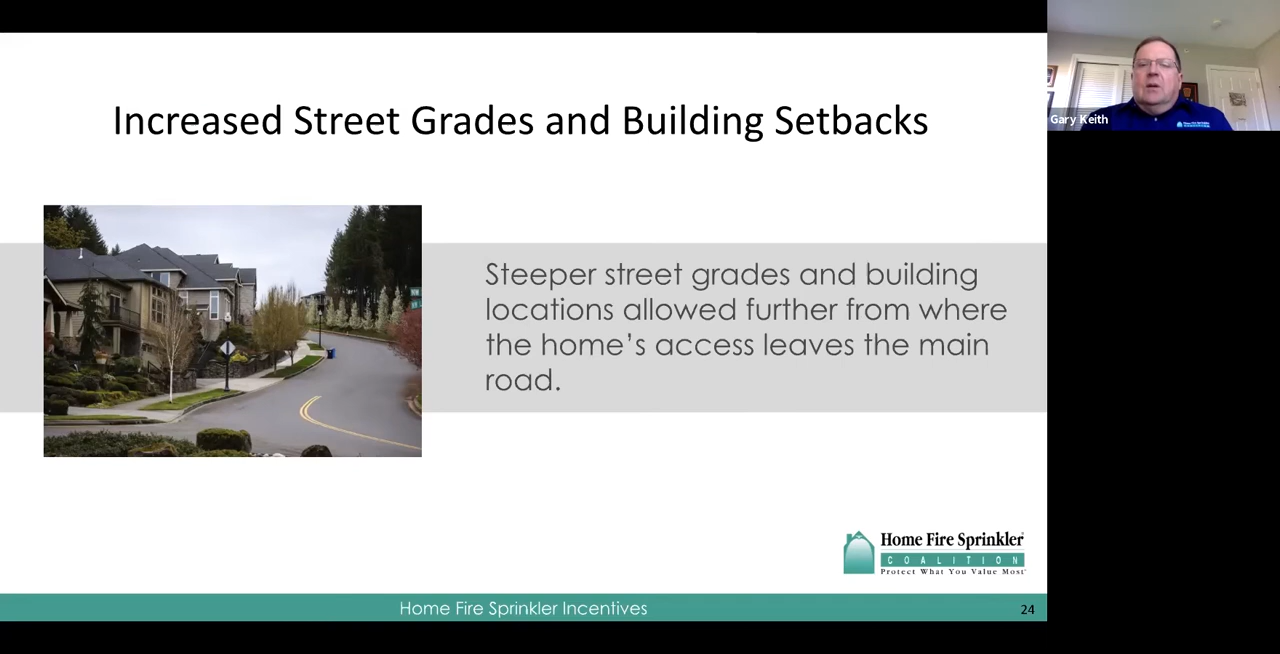 Increased Street Grades and Building Setbacks
Gary Keith
Steeper street grades and building
locations allowed further from where
the home's access leaves the main
road.
Home Fire Sprinkler
COALITION
Protect What You Value Most
Home Fire Sprinkler Incentives
24